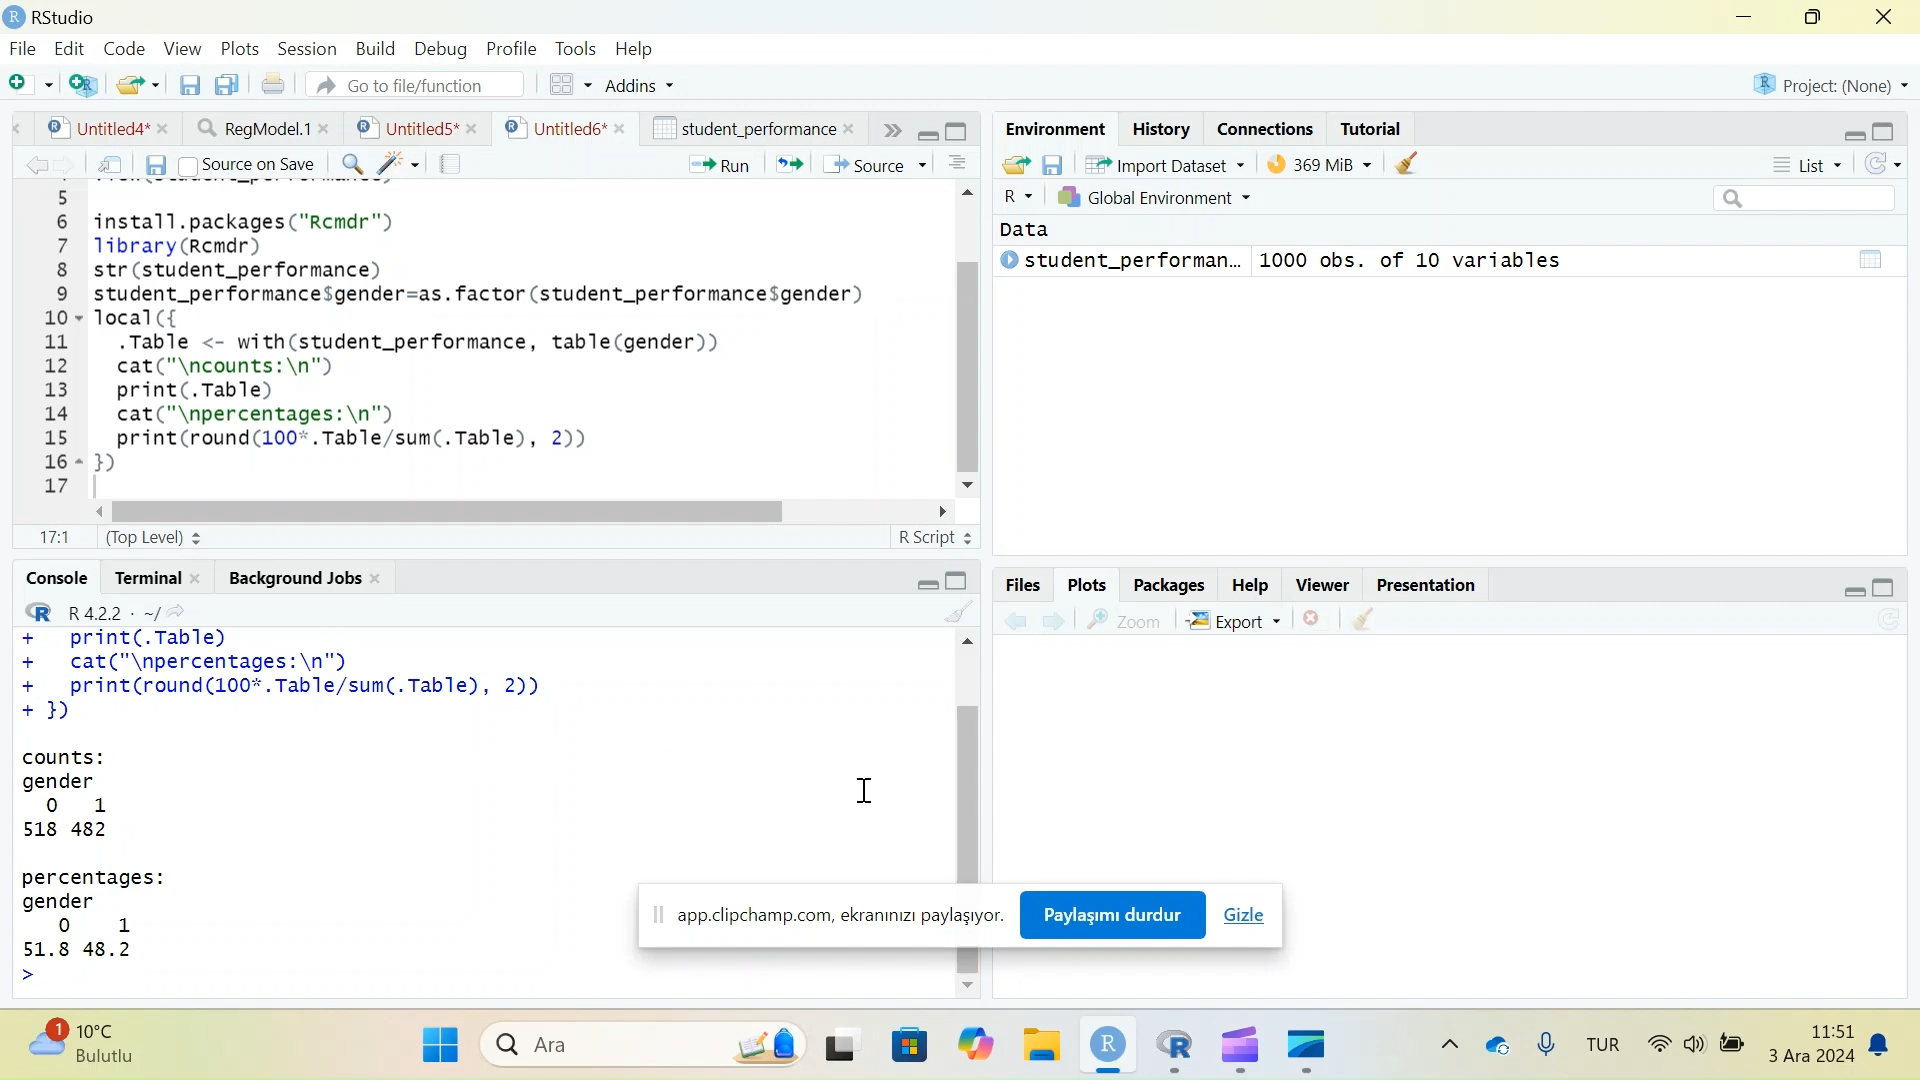 RStudio
File Edit Code View Plots Session Build Debug Profile Tools Help
Go to file/function Addins Project: (None)
Untitled4* RegModel.1 Untitled5* Untitled6* student_performance
Source on Save Run Source
5
6 install.packages("Rcmdr")
7 library(Rcmdr)
8 str(student_performance)
9 student_performance$gender=as.factor(student_performance$gender)
10 local({
11 .Table <- with(student_performance, table(gender))
12 cat("\ncounts:\n")
13 print(.Table)
14 cat("\npercentages:\n")
15 print(round(100*.Table/sum(.Table), 2))
16 })
17
17:1 (Top Level) R Script
Console Terminal Background Jobs
R 4.2.2 · ~/
+ print(.Table)
+ cat("\npercentages:\n")
+ print(round(100*.Table/sum(.Table), 2))
+ })
counts:
gender
0 1
518 482
percentages:
gender
0 1
51.8 48.2
>
Environment History Connections Tutorial
Import Dataset 369 MiB List
R Global Environment
Data
student_performan... 1000 obs. of 10 variables
Files Plots Packages Help Viewer Presentation
Zoom Export
app.clipchamp.com, ekranınızı paylaşıyor. Paylaşımı durdur Gizle
1 10°C
Bulutlu
Ara
TUR
11:51
3 Ara 2024